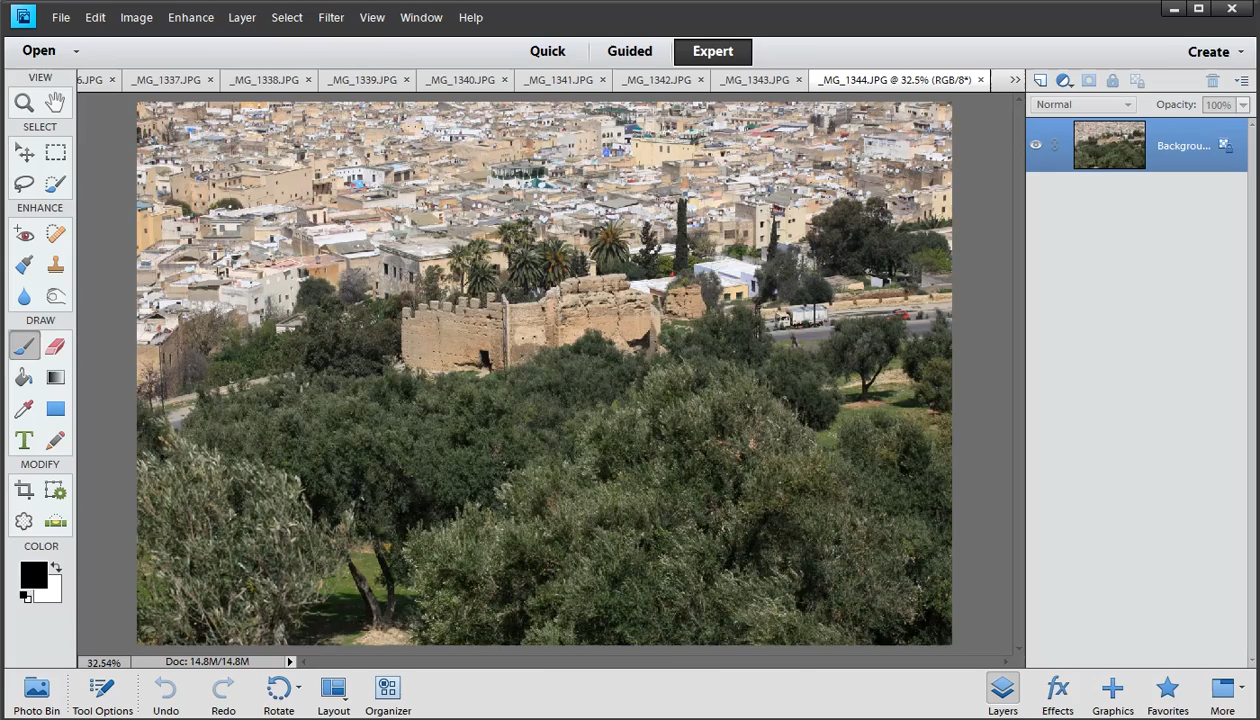 File Edit Image Enhance Layer Select Filter View Window Help
Open Quick Guided Expert Create
VIEW
6.JPG × _MG_1337.JPG × _MG_1338.JPG × _MG_1339.JPG × _MG_1340.JPG × _MG_1341.JPG × _MG_1342.JPG × _MG_1343.JPG × _MG_1344.JPG @ 32.5% (RGB/8*) ×
Normal Opacity: 100%
SELECT
Backgrou...
ENHANCE
DRAW
T
MODIFY
COLOR
32.54% Doc: 14.8M/14.8M
Photo Bin Tool Options Undo Redo Rotate Layout Organizer Layers fx Effects Graphics Favorites More